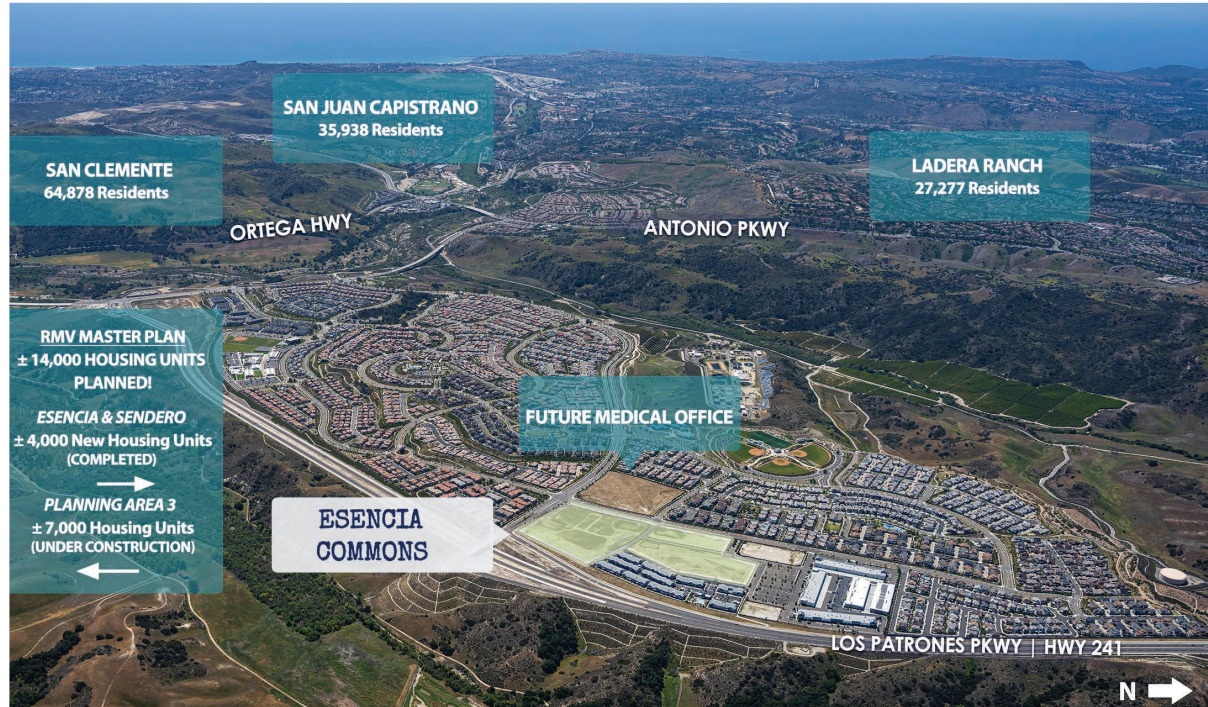 SAN JUAN CAPISTRANO
35,938 Residents
SAN CLEMENTE
64,878 Residents
LADERA RANCH
27,277 Residents
ORTEGA HWY
ANTONIO PKWY
RMV MASTER PLAN
± 14,000 HOUSING UNITS
PLANNED!
ESENCIA & SENDERO
± 4,000 New Housing Units
(COMPLETED)
PLANNING AREA 3
± 7,000 Housing Units
(UNDER CONSTRUCTION)
FUTURE MEDICAL OFFICE
ESENCIA
COMMONS
LOS PATRONES PKWY | HWY 241
N